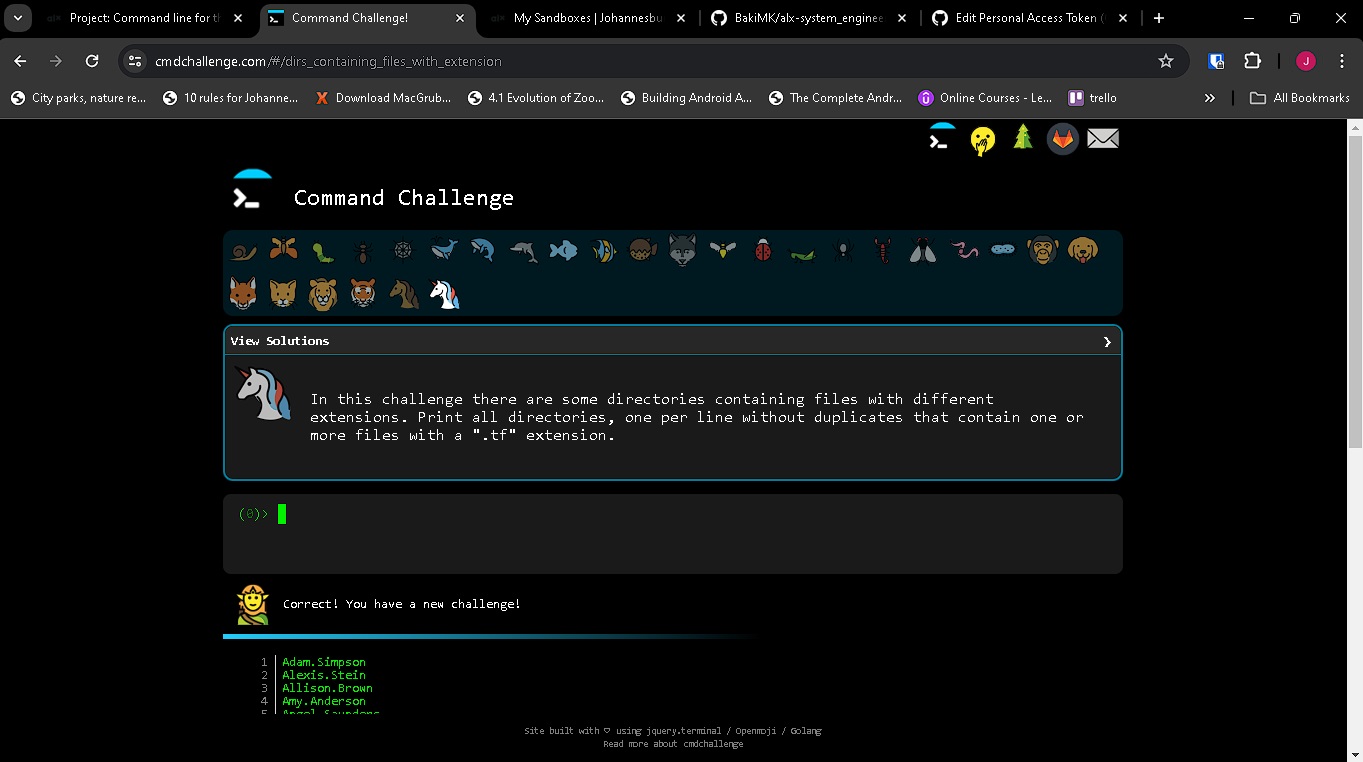 Project: Command line for th
Command Challenge!
My Sandboxes | Johannesbu
BakiMK/alx-system_enginee
Edit Personal Access Token (
cmdchallenge.com/#/dirs_containing_files_with_extension
J
City parks, nature re...
10 rules for Johanne...
Download MacGrub...
4.1 Evolution of Zoo...
Building Android A...
The Complete Andr...
Online Courses - Le...
trello
All Bookmarks
Command Challenge
View Solutions
In this challenge there are some directories containing files with different
extensions. Print all directories, one per line without duplicates that contain one or
more files with a ".tf" extension.
(0)>
Correct! You have a new challenge!
1 Adam.Simpson
2 Alexis.Stein
3 Allison.Brown
4 Amy.Anderson
5 Angel.Saunders
Site built with ♡ using jquery.terminal / Openmoji / Golang
Read more about cmdchallenge